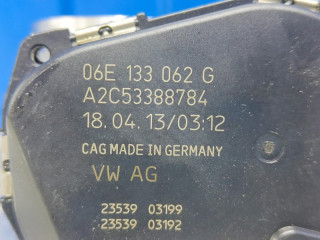 06E 133 062 G
A2C53388784
18.04.13/03:12
CAG MADE IN GERMANY
VW AG
23539 03199
23539 03192